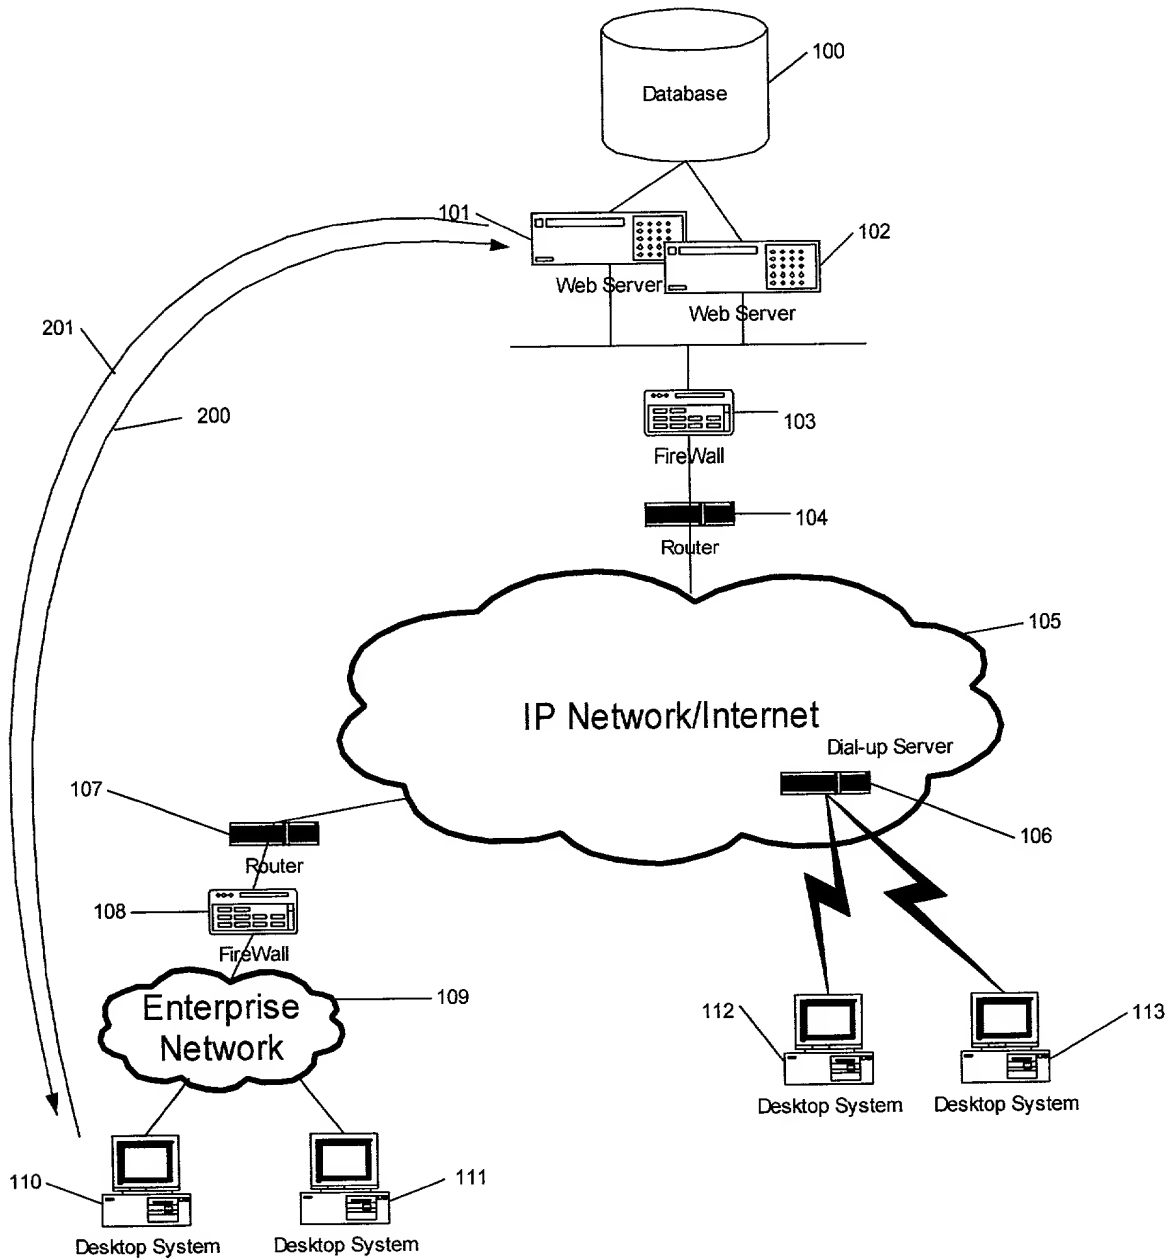 100
Database
101
102
Web Server
Web Server
201
200
103
FireWall
104
Router
105
IP Network/Internet
Dial-up Server
107
106
Router
108
FireWall
109
Enterprise
Network
112
113
Desktop System
Desktop System
110
111
Desktop System
Desktop System